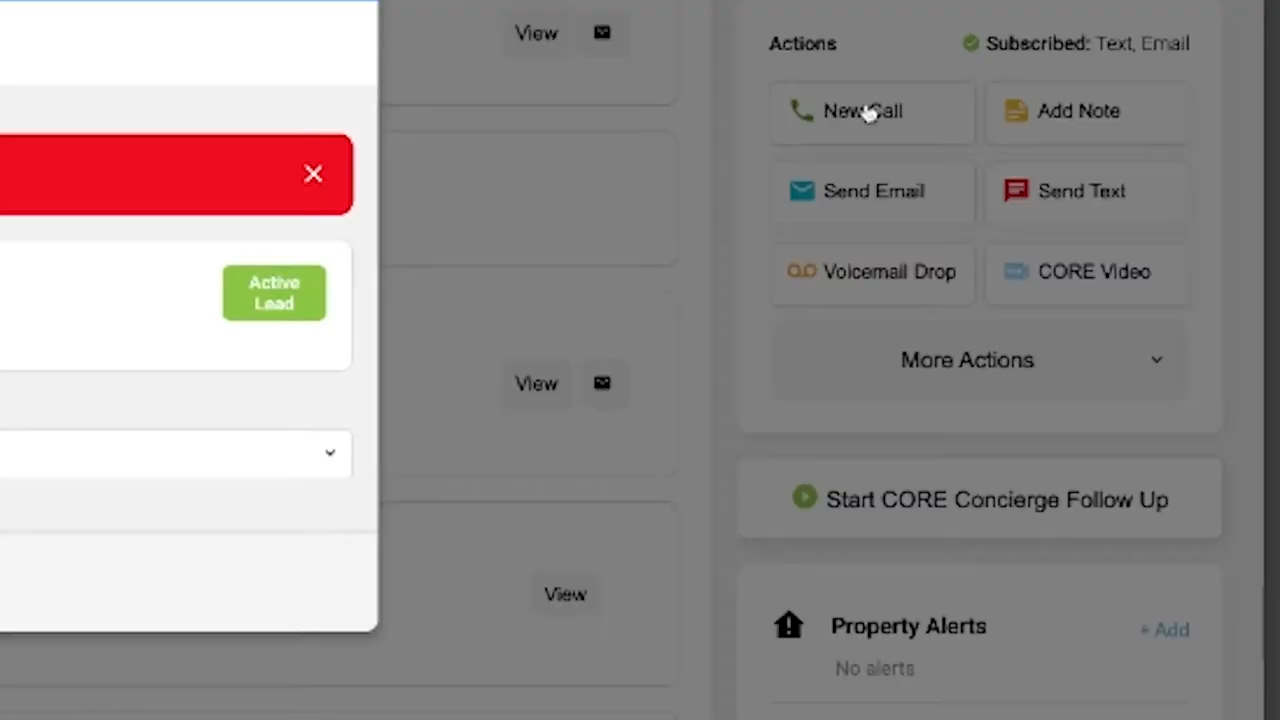 View
Actions
Subscribed: Text, Email
New Call
Add Note
Send Email
Send Text
Active
Lead
Voicemail Drop
CORE Video
More Actions
View
Start CORE Concierge Follow Up
View
Property Alerts
+ Add
No alerts